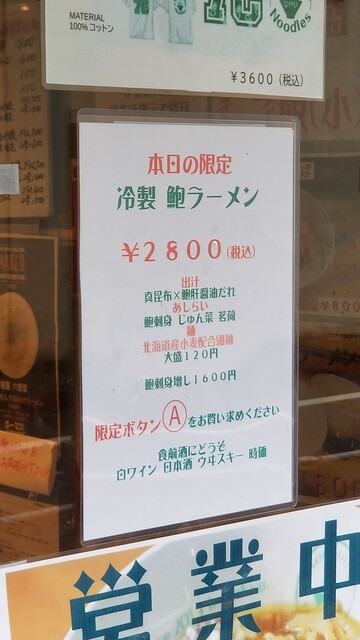 MATERIAL
100%コットン
Noodles
¥3600(税込)
本日の限定
冷製 鮑ラーメン
¥2800(税込)
出汁
真昆布×鮑肝醤油だれ
あしらい
鮑刺身 じゅん菜 茗荷
麺
北海道産小麦配合細麺
大盛120円
鮑刺身増し1600円
限定ボタンⒶをお買い求めください
食前酒にどうぞ
白ワイン 日本酒 ウヰスキー 時価
営業中